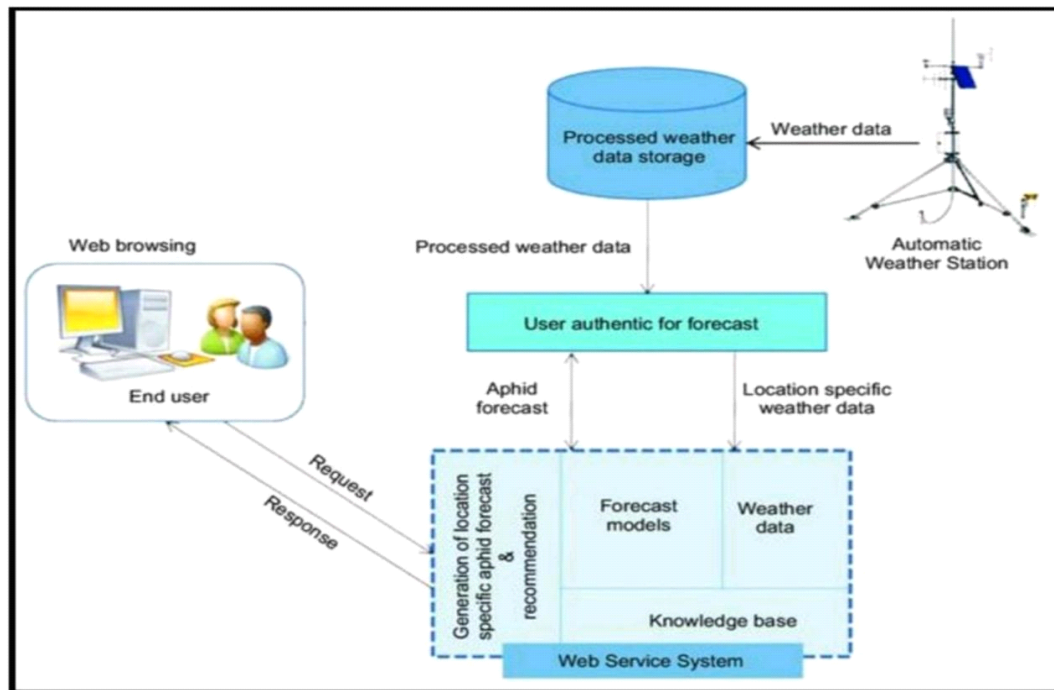 Processed weather
data storage
Weather data
Automatic
Weather Station
Processed weather data
Web browsing
End user
User authentic for forecast
Aphid
forecast
Location specific
weather data
Request
Response
Generation of location
specific aphid forecast
&
recommendation
Forecast
models
Weather
data
Knowledge base
Web Service System